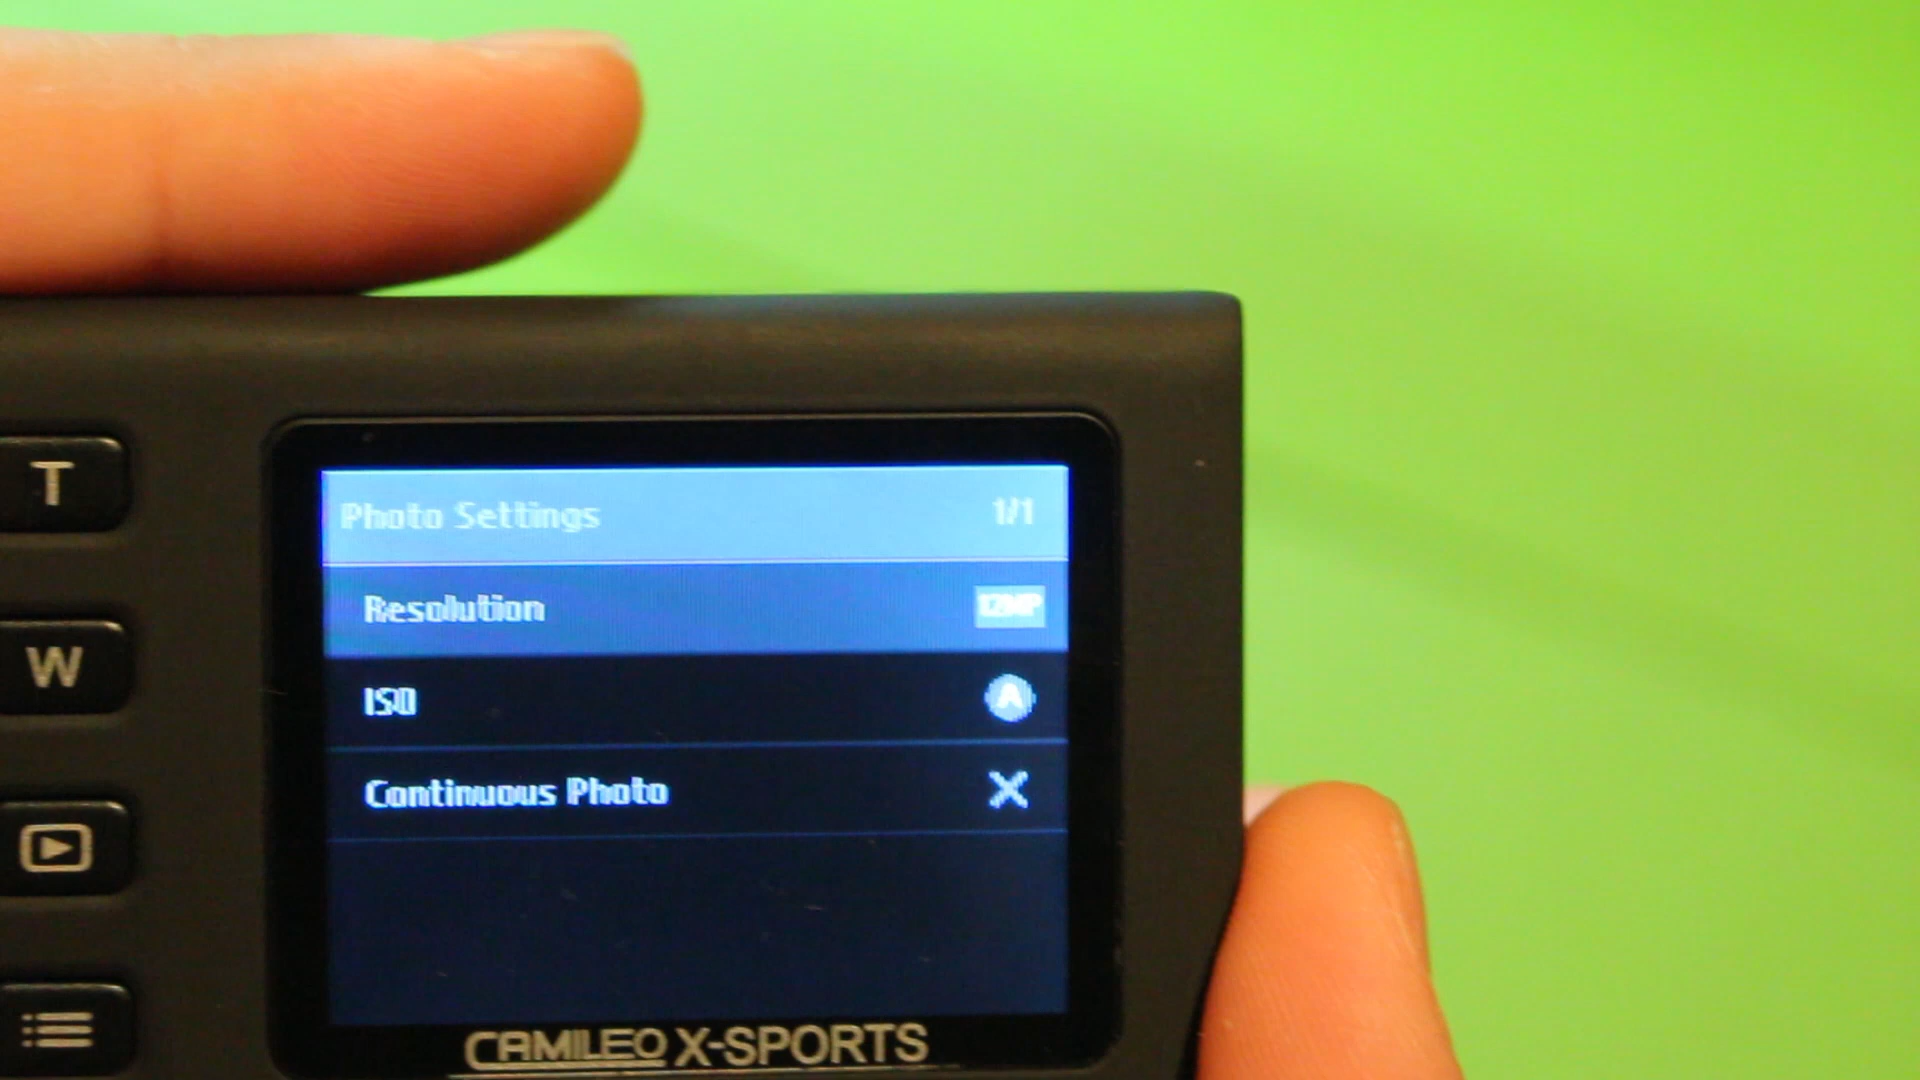 Photo Settings 1/1
T
Resolution 12MP
W
ISO A
Continuous Photo
CAMILEO X-SPORTS